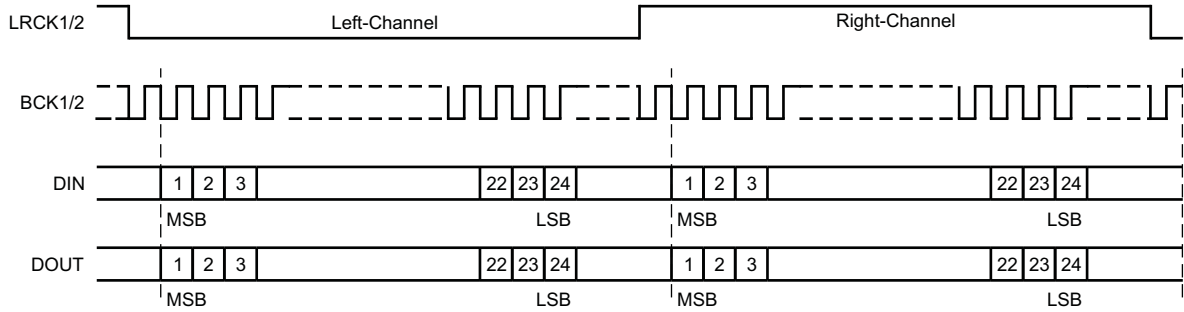 LRCK1/2 Left-Channel Right-Channel
BCK1/2
DIN 1 2 3 22 23 24 1 2 3 22 23 24
MSB LSB MSB LSB
DOUT 1 2 3 22 23 24 1 2 3 22 23 24
MSB LSB MSB LSB